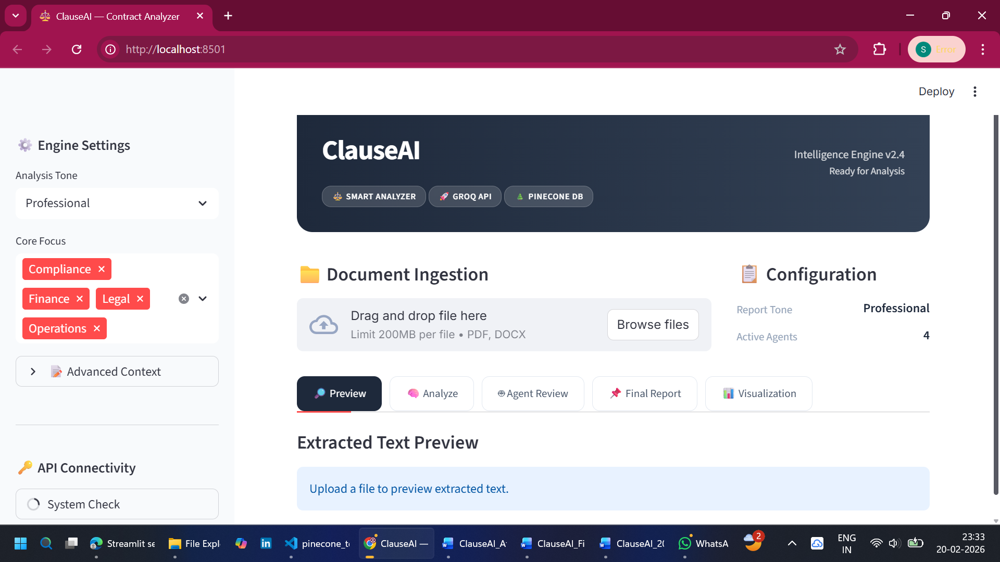 ClauseAI — Contract Analyzer
http://localhost:8501
S Error
Deploy
Engine Settings
Analysis Tone
Professional
Core Focus
Compliance
Finance
Legal
Operations
Advanced Context
API Connectivity
System Check
ClauseAI
Intelligence Engine v2.4
Ready for Analysis
SMART ANALYZER
GROQ API
PINECONE DB
Document Ingestion
Drag and drop file here
Limit 200MB per file • PDF, DOCX
Browse files
Configuration
Report Tone Professional
Active Agents 4
Preview
Analyze
Agent Review
Final Report
Visualization
Extracted Text Preview
Upload a file to preview extracted text.
Streamlit se
File Expl
pinecone_t
ClauseAI —
ClauseAI_A
ClauseAI_Fi
ClauseAI_20
WhatsA
2
ENG
IN
23:33
20-02-2026